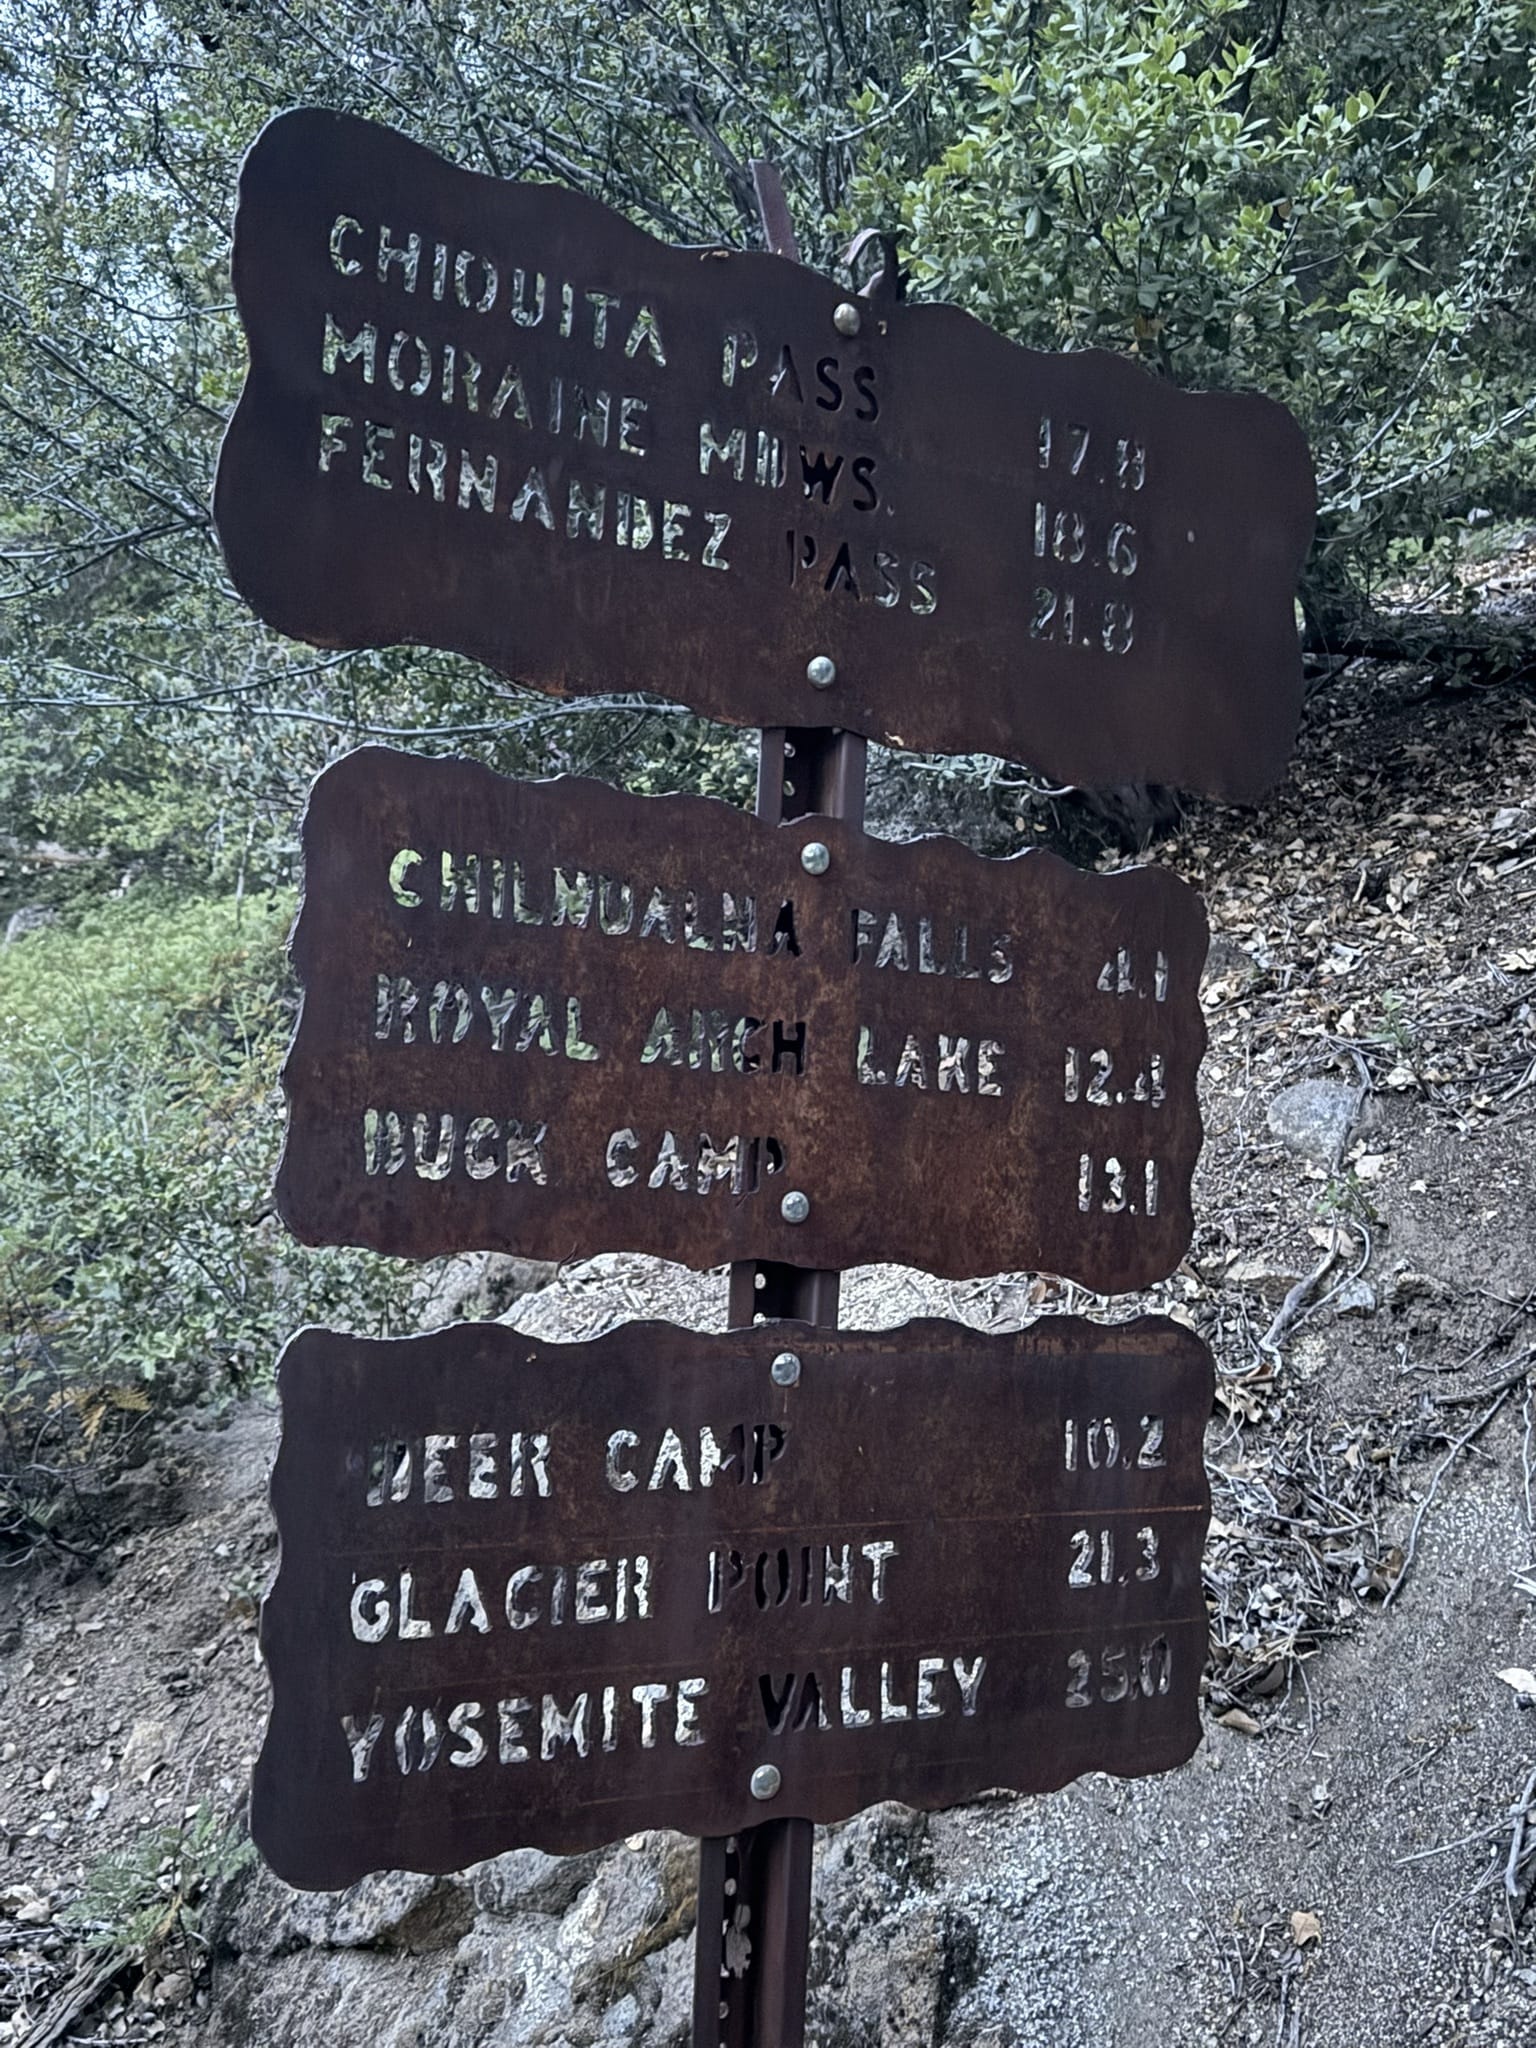 CHIQUITA PASS 17.8
MORAINE MDWS. 18.6
FERNANDEZ PASS 21.8
CHILNUALNA FALLS 4.1
ROYAL ARCH LAKE 12.4
BUCK CAMP 13.1
DEER CAMP 10.2
GLACIER POINT 21.3
YOSEMITE VALLEY 25.0